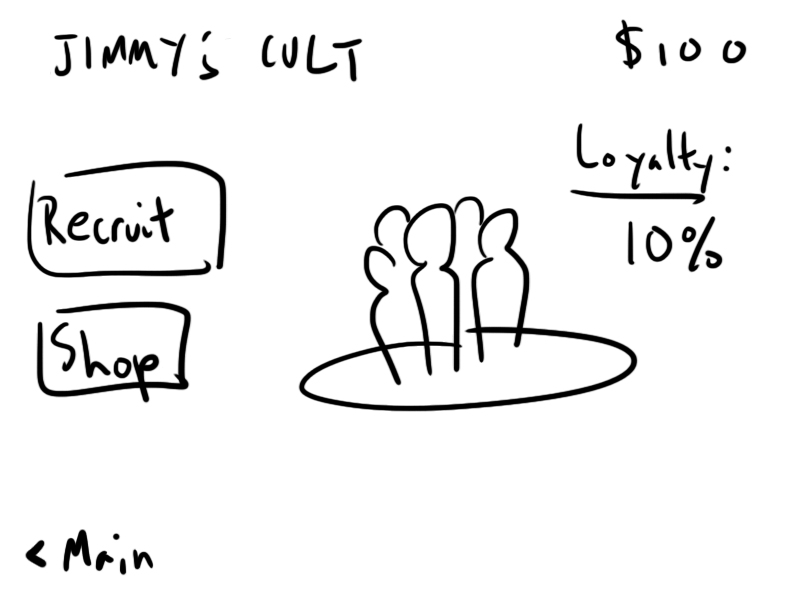 JIMMY's CULT
$100
Loyalty:
10%
Recruit
Shop
< Main